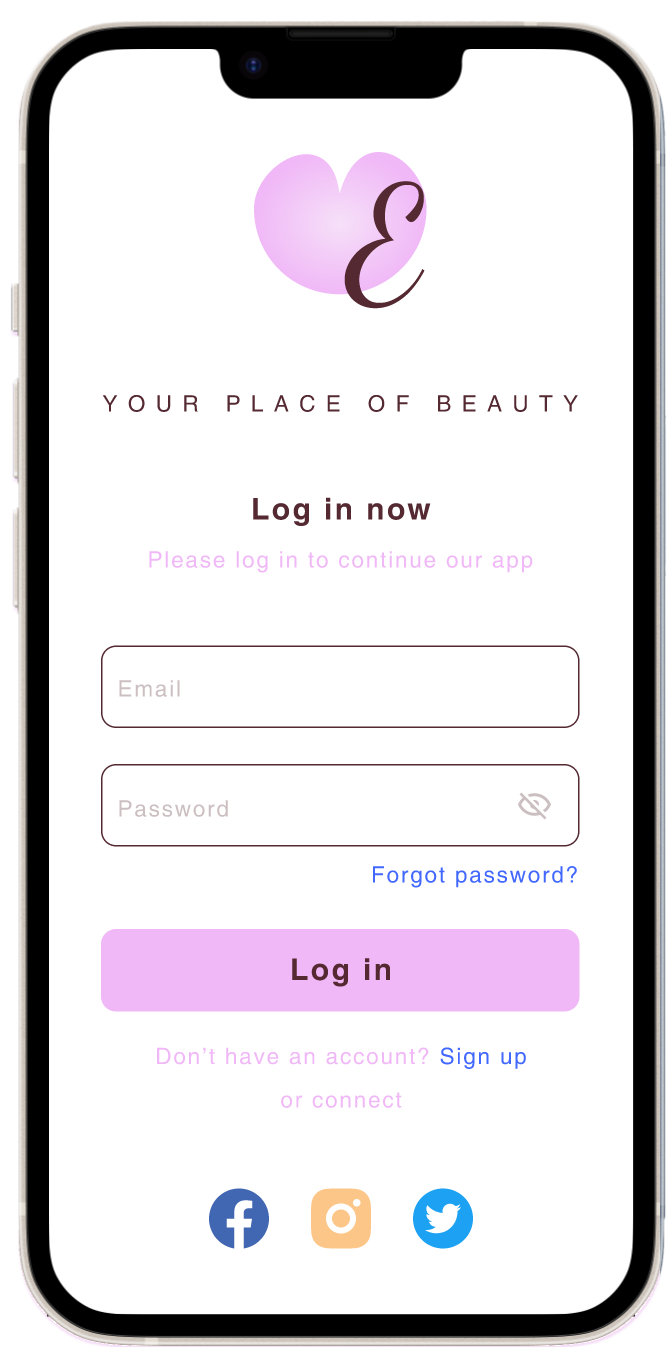 E
YOUR PLACE OF BEAUTY
Log in now
Please log in to continue our app
Email
Password
Forgot password?
Log in
Don’t have an account? Sign up
or connect